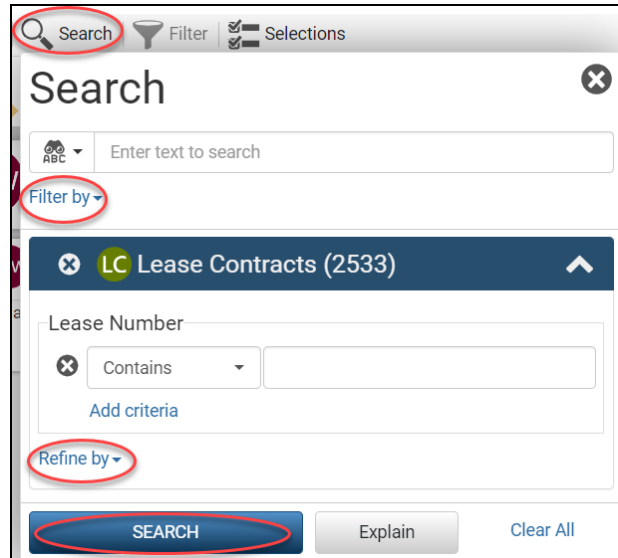 Search Filter Selections
Search
ABC Enter text to search
Filter by
LC Lease Contracts (2533)
Lease Number
Contains
Add criteria
Refine by
SEARCH Explain Clear All